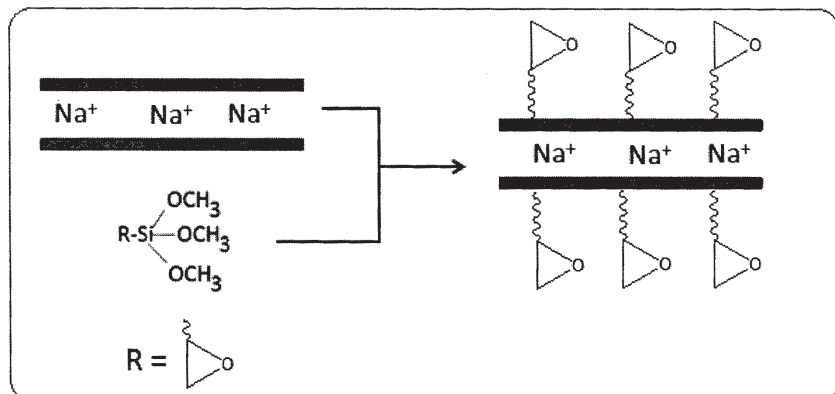 O O O
Na⁺ Na⁺ Na⁺
Na⁺ Na⁺ Na⁺
OCH₃
R-Si OCH₃
OCH₃
O O O
R = O